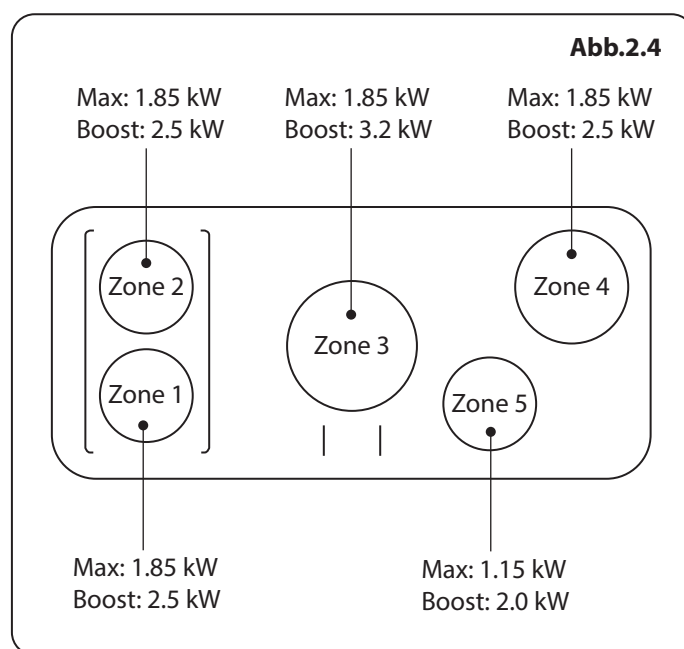 Abb.2.4
Max: 1.85 kW
Boost: 2.5 kW
Max: 1.85 kW
Boost: 3.2 kW
Max: 1.85 kW
Boost: 2.5 kW
Zone 2
Zone 4
Zone 3
Zone 1
Zone 5
Max: 1.85 kW
Boost: 2.5 kW
Max: 1.15 kW
Boost: 2.0 kW